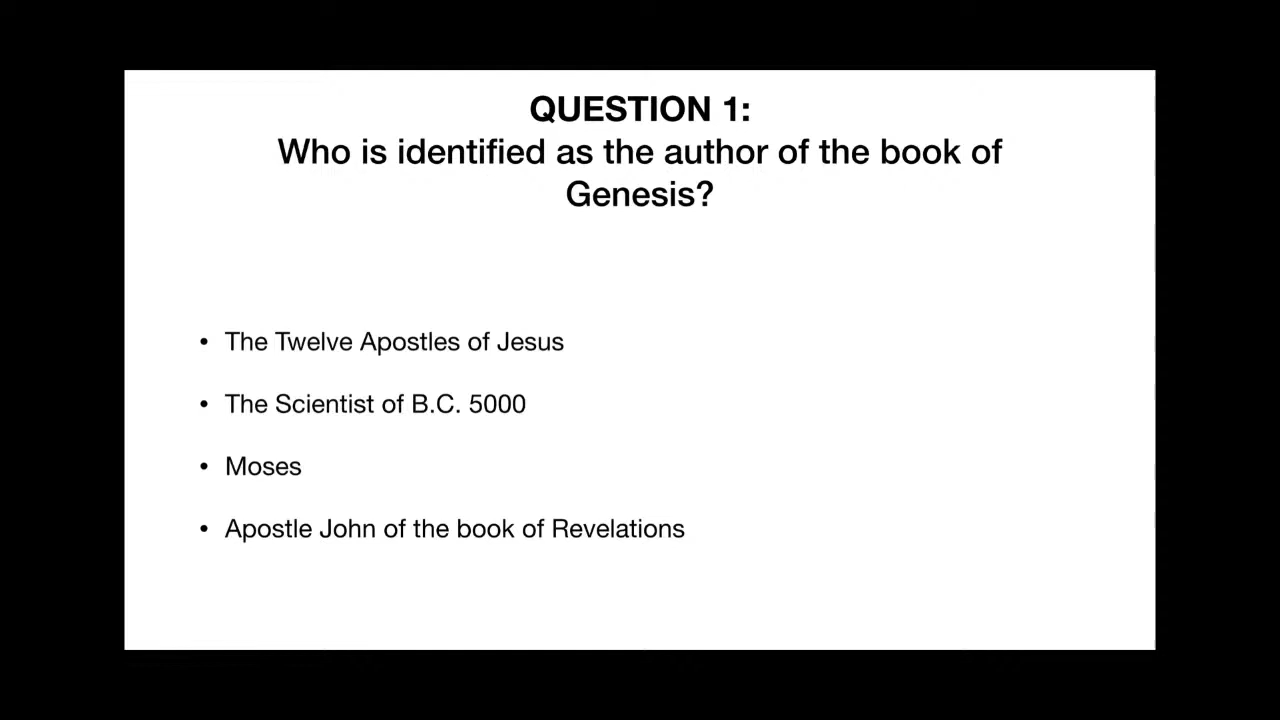 QUESTION 1:
Who is identified as the author of the book of
Genesis?
• The Twelve Apostles of Jesus
• The Scientist of B.C. 5000
• Moses
• Apostle John of the book of Revelations